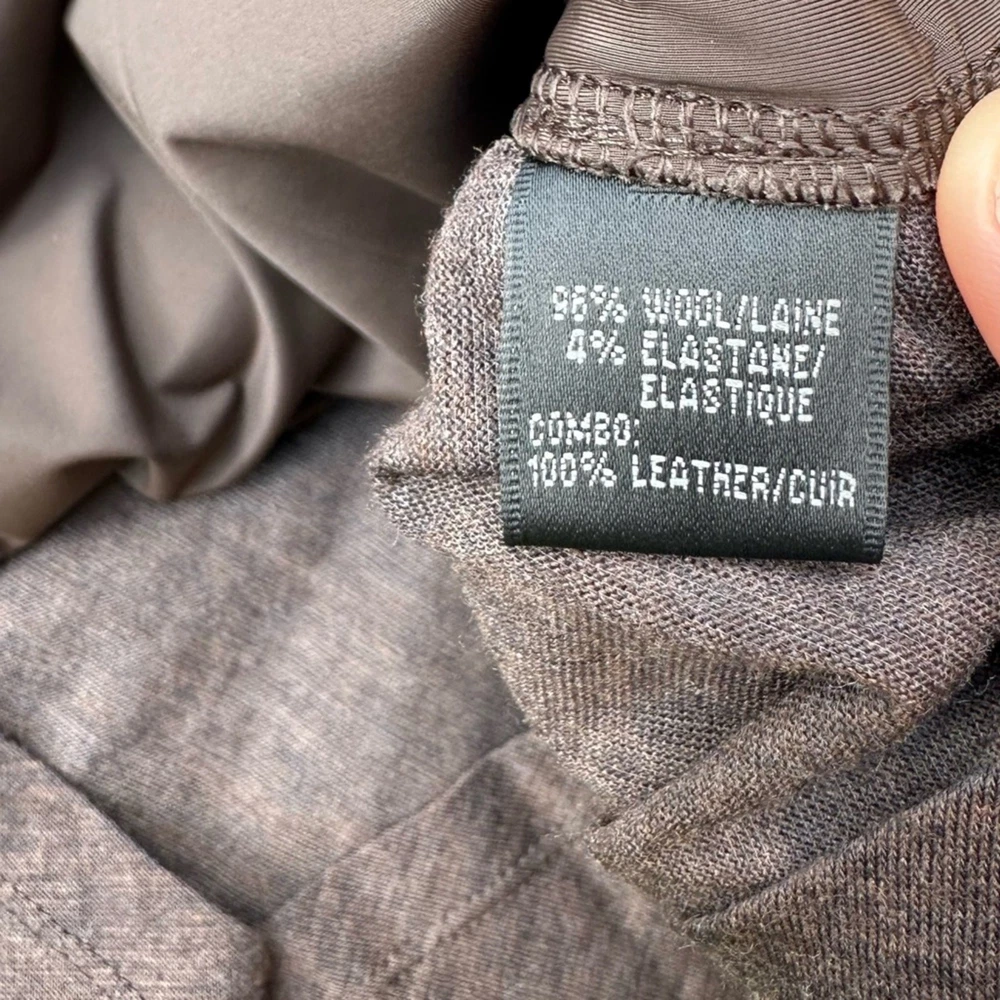 96% WOOL/LAINE
4% ELASTANE/
ELASTIQUE
COMBO:
100% LEATHER/CUIR